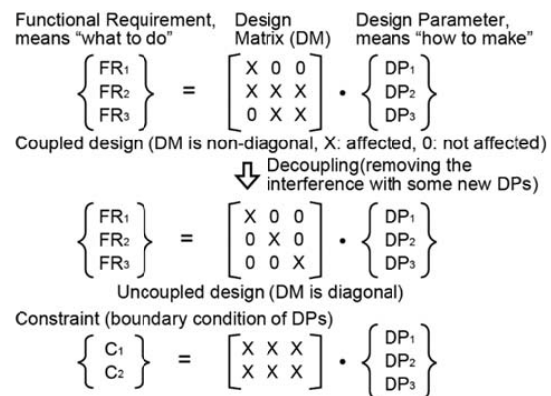 Functional Requirement, Design Design Parameter,
means “what to do” Matrix (DM) means “how to make”
FR1 X 0 0 DP1
FR2 = X X X · DP2
FR3 0 X X DP3
Coupled design (DM is non-diagonal, X: affected, 0: not affected)
Decoupling(removing the
interference with some new DPs)
FR1 X 0 0 DP1
FR2 = 0 X 0 · DP2
FR3 0 0 X DP3
Uncoupled design (DM is diagonal)
Constraint (boundary condition of DPs)
C1 = X X X · DP1
C2 X X X DP2
DP3